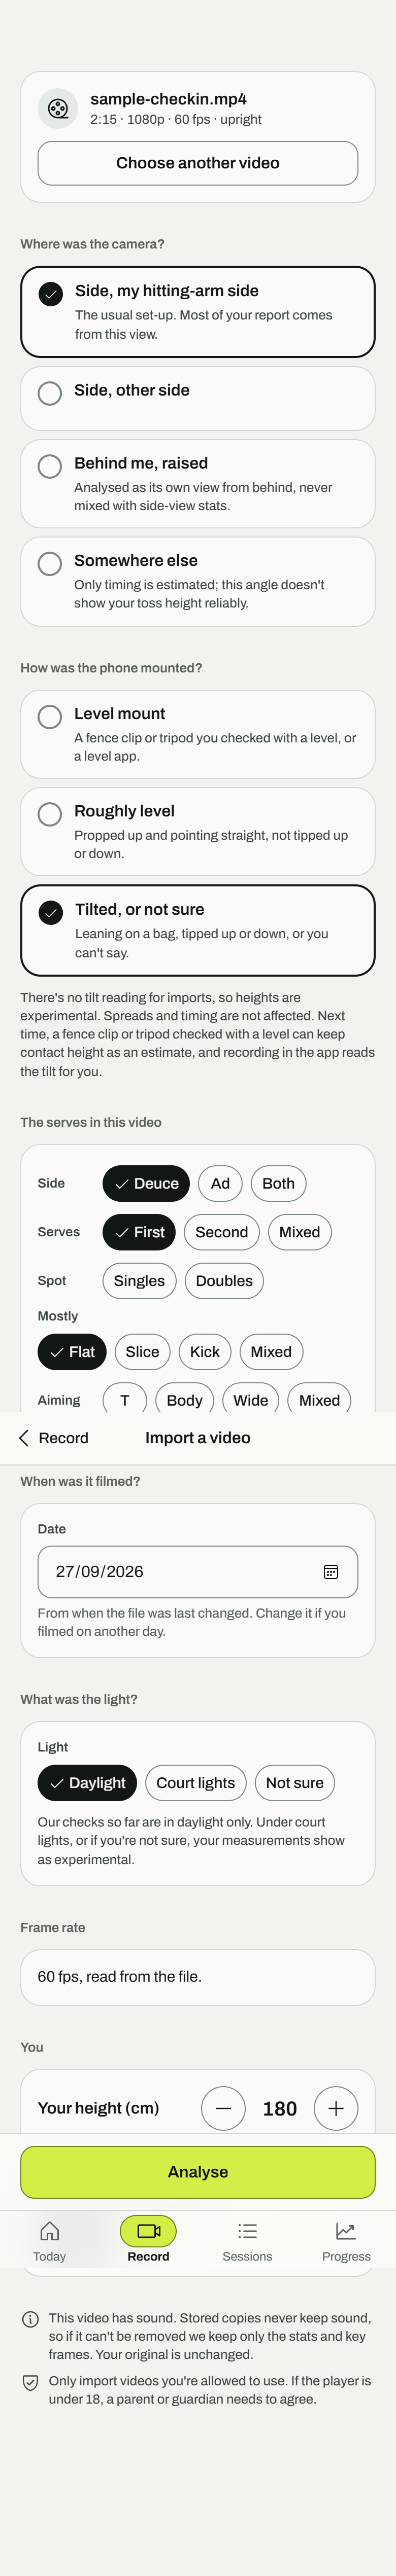 sample-checkin.mp4
2:15 · 1080p · 60 fps · upright
Choose another video
Where was the camera?
Side, my hitting-arm side
The usual set-up. Most of your report comes
from this view.
Side, other side
Behind me, raised
Analysed as its own view from behind, never
mixed with side-view stats.
Somewhere else
Only timing is estimated; this angle doesn't
show your toss height reliably.
How was the phone mounted?
Level mount
A fence clip or tripod you checked with a level, or
a level app.
Roughly level
Propped up and pointing straight, not tipped up
or down.
Tilted, or not sure
Leaning on a bag, tipped up or down, or you
can't say.
There's no tilt reading for imports, so heights are
experimental. Spreads and timing are not affected. Next
time, a fence clip or tripod checked with a level can keep
contact height as an estimate, and recording in the app reads
the tilt for you.
The serves in this video
Side Deuce Ad Both
Serves First Second Mixed
Spot Singles Doubles
Mostly
Flat Slice Kick Mixed
Aiming T Body Wide Mixed
Record Import a video
When was it filmed?
Date
27/09/2026
From when the file was last changed. Change it if you
filmed on another day.
What was the light?
Light
Daylight Court lights Not sure
Our checks so far are in daylight only. Under court
lights, or if you're not sure, your measurements show
as experimental.
Frame rate
60 fps, read from the file.
You
Your height (cm) 180
Analyse
Today Record Sessions Progress
This video has sound. Stored copies never keep sound,
so if it can't be removed we keep only the stats and key
frames. Your original is unchanged.
Only import videos you're allowed to use. If the player is
under 18, a parent or guardian needs to agree.